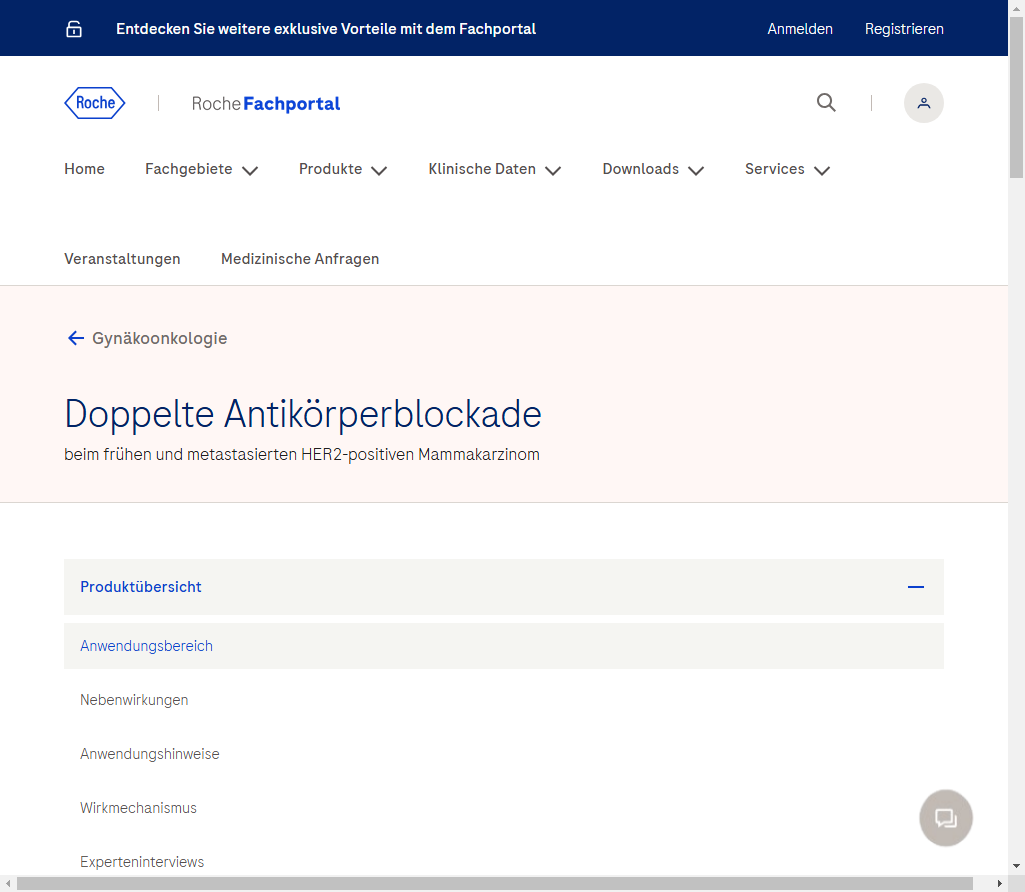 Entdecken Sie weitere exklusive Vorteile mit dem Fachportal Anmelden Registrieren
Roche RocheFachportal
Home Fachgebiete Produkte Klinische Daten Downloads Services
Veranstaltungen Medizinische Anfragen
Gynäkoonkologie
Doppelte Antikörperblockade
beim frühen und metastasierten HER2-positiven Mammakarzinom
Produktübersicht
Anwendungsbereich
Nebenwirkungen
Anwendungshinweise
Wirkmechanismus
Experteninterviews